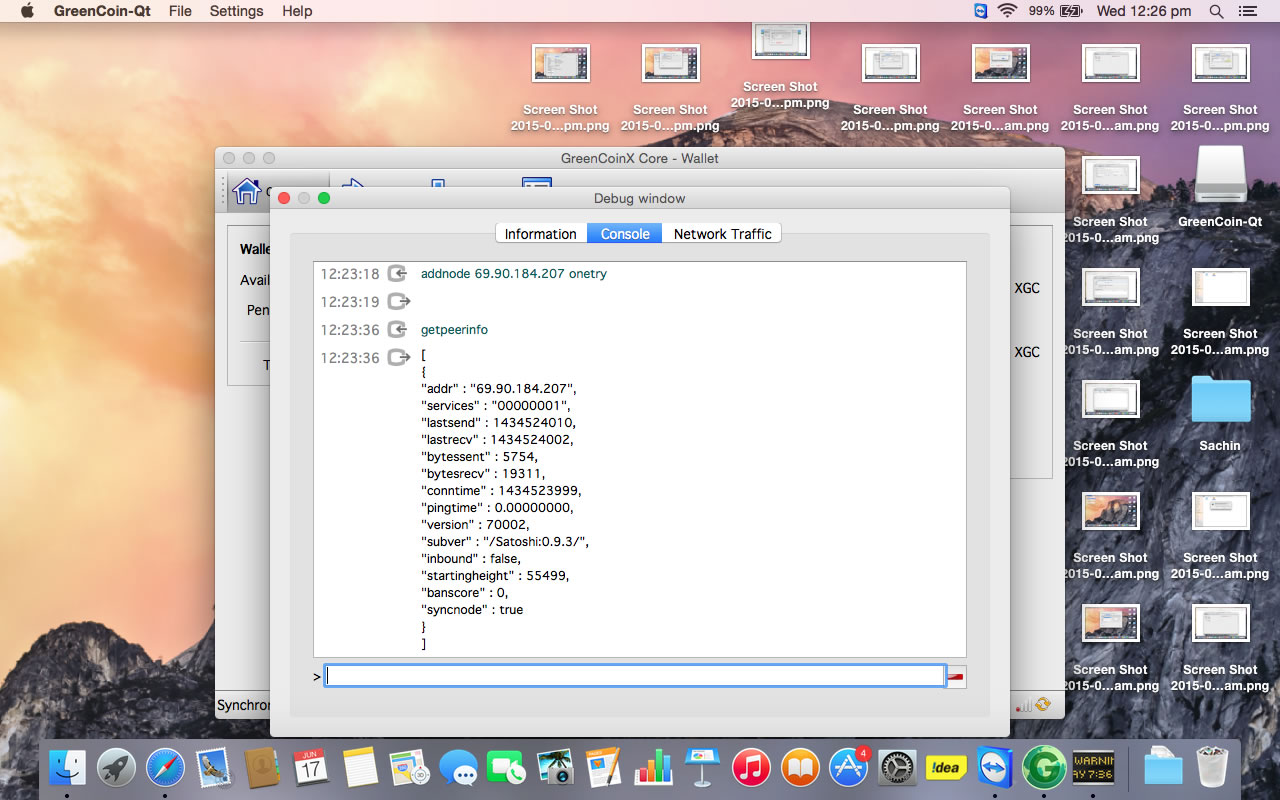 GreenCoin-Qt File Settings Help
99% Wed 12:26 pm
Screen Shot
2015-0...pm.png
Screen Shot
2015-0...pm.png
Screen Shot
2015-0...pm.png
Screen Shot
2015-0...pm.png
Screen Shot
2015-0...am.png
Screen Shot
2015-0...am.png
Screen Shot
2015-0...pm.png
Screen Shot
2015-0...am.png
GreenCoin-Qt
Screen Shot
2015-0...am.png
Screen Shot
2015-0...am.png
Screen Shot
2015-0...am.png
Sachin
Screen Shot
2015-0...am.png
Screen Shot
2015-0...am.png
Screen Shot
2015-0...am.png
Screen Shot
2015-0...am.png
GreenCoinX Core - Wallet
Walle
Avail
Pen
T
XGC
XGC
Synchror
Debug window
Information Console Network Traffic
12:23:18 addnode 69.90.184.207 onetry
12:23:19
12:23:36 getpeerinfo
12:23:36 [
{
"addr" : "69.90.184.207",
"services" : "00000001",
"lastsend" : 1434524010,
"lastrecv" : 1434524002,
"bytessent" : 5754,
"bytesrecv" : 19311,
"conntime" : 1434523999,
"pingtime" : 0.00000000,
"version" : 70002,
"subver" : "/Satoshi:0.9.3/",
"inbound" : false,
"startingheight" : 55499,
"banscore" : 0,
"syncnode" : true
}
]
>
JUN
17
4
!dea
WARNIN
AY 7:36